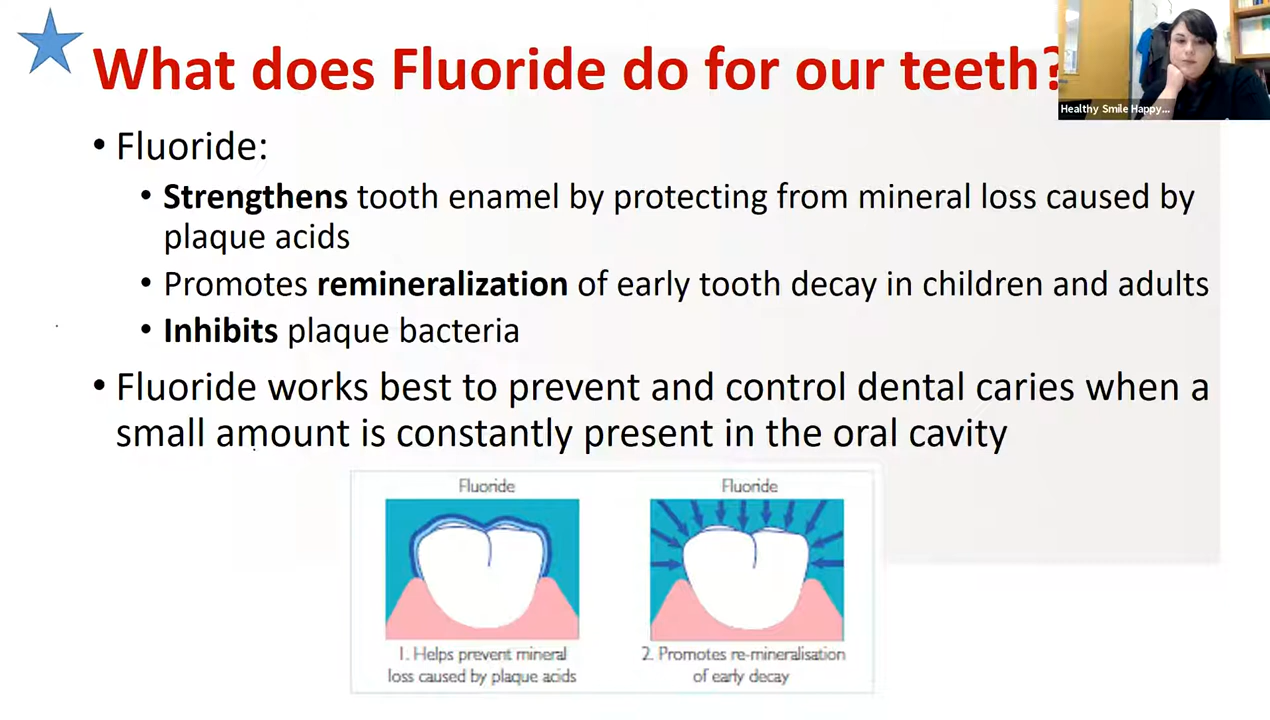 What does Fluoride do for our teeth?
Healthy Smile Happy...
• Fluoride:
• Strengthens tooth enamel by protecting from mineral loss caused by
plaque acids
• Promotes remineralization of early tooth decay in children and adults
• Inhibits plaque bacteria
• Fluoride works best to prevent and control dental caries when a
small amount is constantly present in the oral cavity
Fluoride
1. Helps prevent mineral
loss caused by plaque acids
Fluoride
2. Promotes re-mineralisation
of early decay